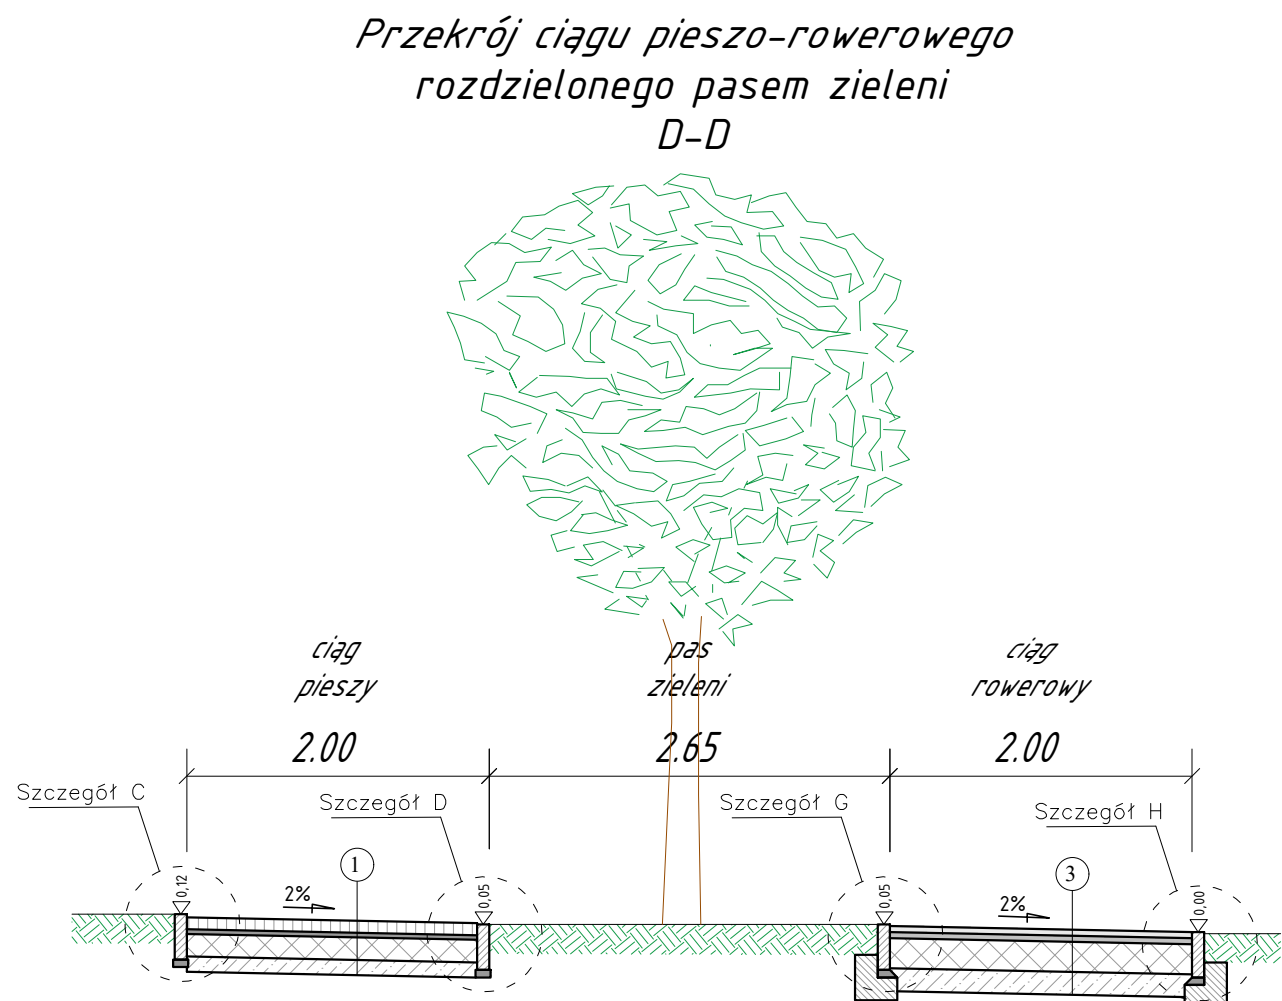 Przekrój ciągu pieszo-rowerowego
rozdzielonego pasem zieleni
D-D
ciąg
pieszy
pas
zieleni
ciąg
rowerowy
2.00
2.65
2.00
Szczegół C
Szczegół D
Szczegół G
Szczegół H
1
3
0,12
0,05
0,05
0,00
2%
2%